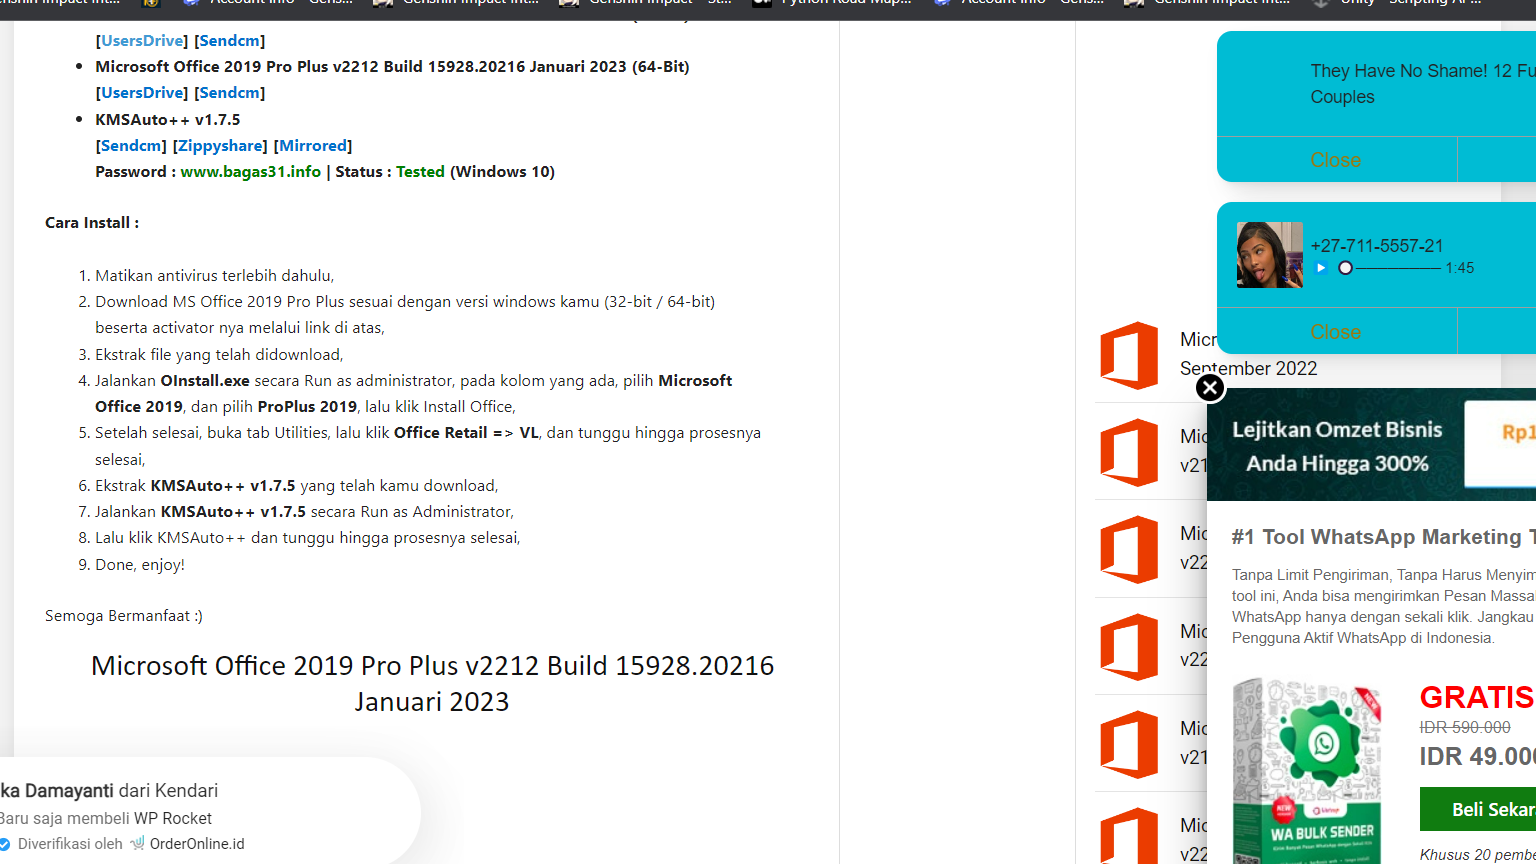 Genshin Impact Int...
Account Info - Gens...
Genshin Impact Int...
Genshin Impact - St...
Python Road Map...
Account Info - Gens...
Genshin Impact Int...
Unity - Scripting AP...
[UsersDrive] [Sendcm]
• Microsoft Office 2019 Pro Plus v2212 Build 15928.20216 Januari 2023 (64-Bit)
[UsersDrive] [Sendcm]
• KMSAuto++ v1.7.5
[Sendcm] [Zippyshare] [Mirrored]
Password : www.bagas31.info | Status : Tested (Windows 10)
Cara Install :
1. Matikan antivirus terlebih dahulu,
2. Download MS Office 2019 Pro Plus sesuai dengan versi windows kamu (32-bit / 64-bit)
beserta activator nya melalui link di atas,
3. Ekstrak file yang telah didownload,
4. Jalankan OInstall.exe secara Run as administrator, pada kolom yang ada, pilih Microsoft
Office 2019, dan pilih ProPlus 2019, lalu klik Install Office,
5. Setelah selesai, buka tab Utilities, lalu klik Office Retail => VL, dan tunggu hingga prosesnya
selesai,
6. Ekstrak KMSAuto++ v1.7.5 yang telah kamu download,
7. Jalankan KMSAuto++ v1.7.5 secara Run as Administrator,
8. Lalu klik KMSAuto++ dan tunggu hingga prosesnya selesai,
9. Done, enjoy!
Semoga Bermanfaat :)
Microsoft Office 2019 Pro Plus v2212 Build 15928.20216
Januari 2023
ka Damayanti dari Kendari
Baru saja membeli WP Rocket
Diverifikasi oleh OrderOnline.id
They Have No Shame! 12 Fu
Couples
Close
+27-711-5557-21
1:45
Close
Micr
September 2022
Mic
v21
Mic
v22
Mic
v22
Mic
v21
Mic
v22
Lejitkan Omzet Bisnis
Anda Hingga 300%
Rp1
#1 Tool WhatsApp Marketing T
Tanpa Limit Pengiriman, Tanpa Harus Menyim
tool ini, Anda bisa mengirimkan Pesan Massal
WhatsApp hanya dengan sekali klik. Jangkau
Pengguna Aktif WhatsApp di Indonesia.
NEW
NEW
WA BULK SENDER
GRATIS
IDR 590.000
IDR 49.000
Beli Sekar
Khusus 20 pembe